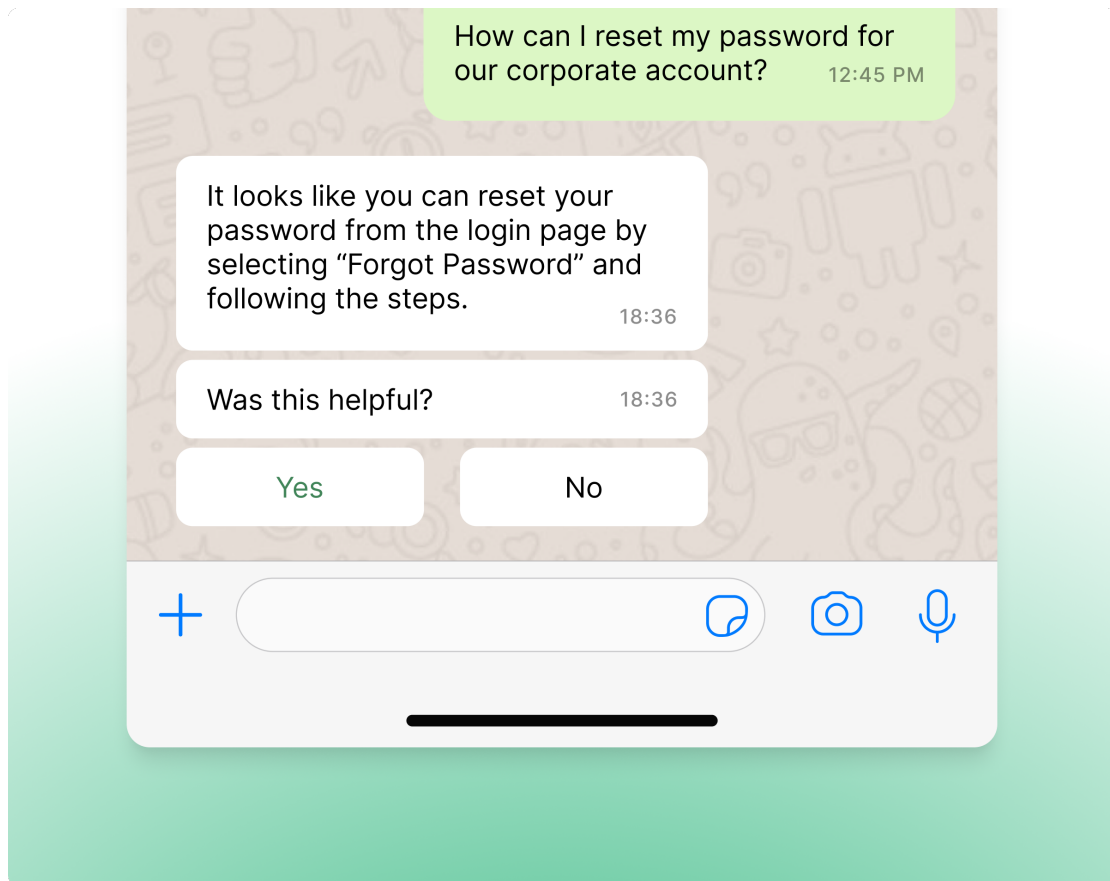 How can I reset my password for
our corporate account? 12:45 PM
It looks like you can reset your
password from the login page by
selecting “Forgot Password” and
following the steps.
18:36
Was this helpful? 18:36
Yes No